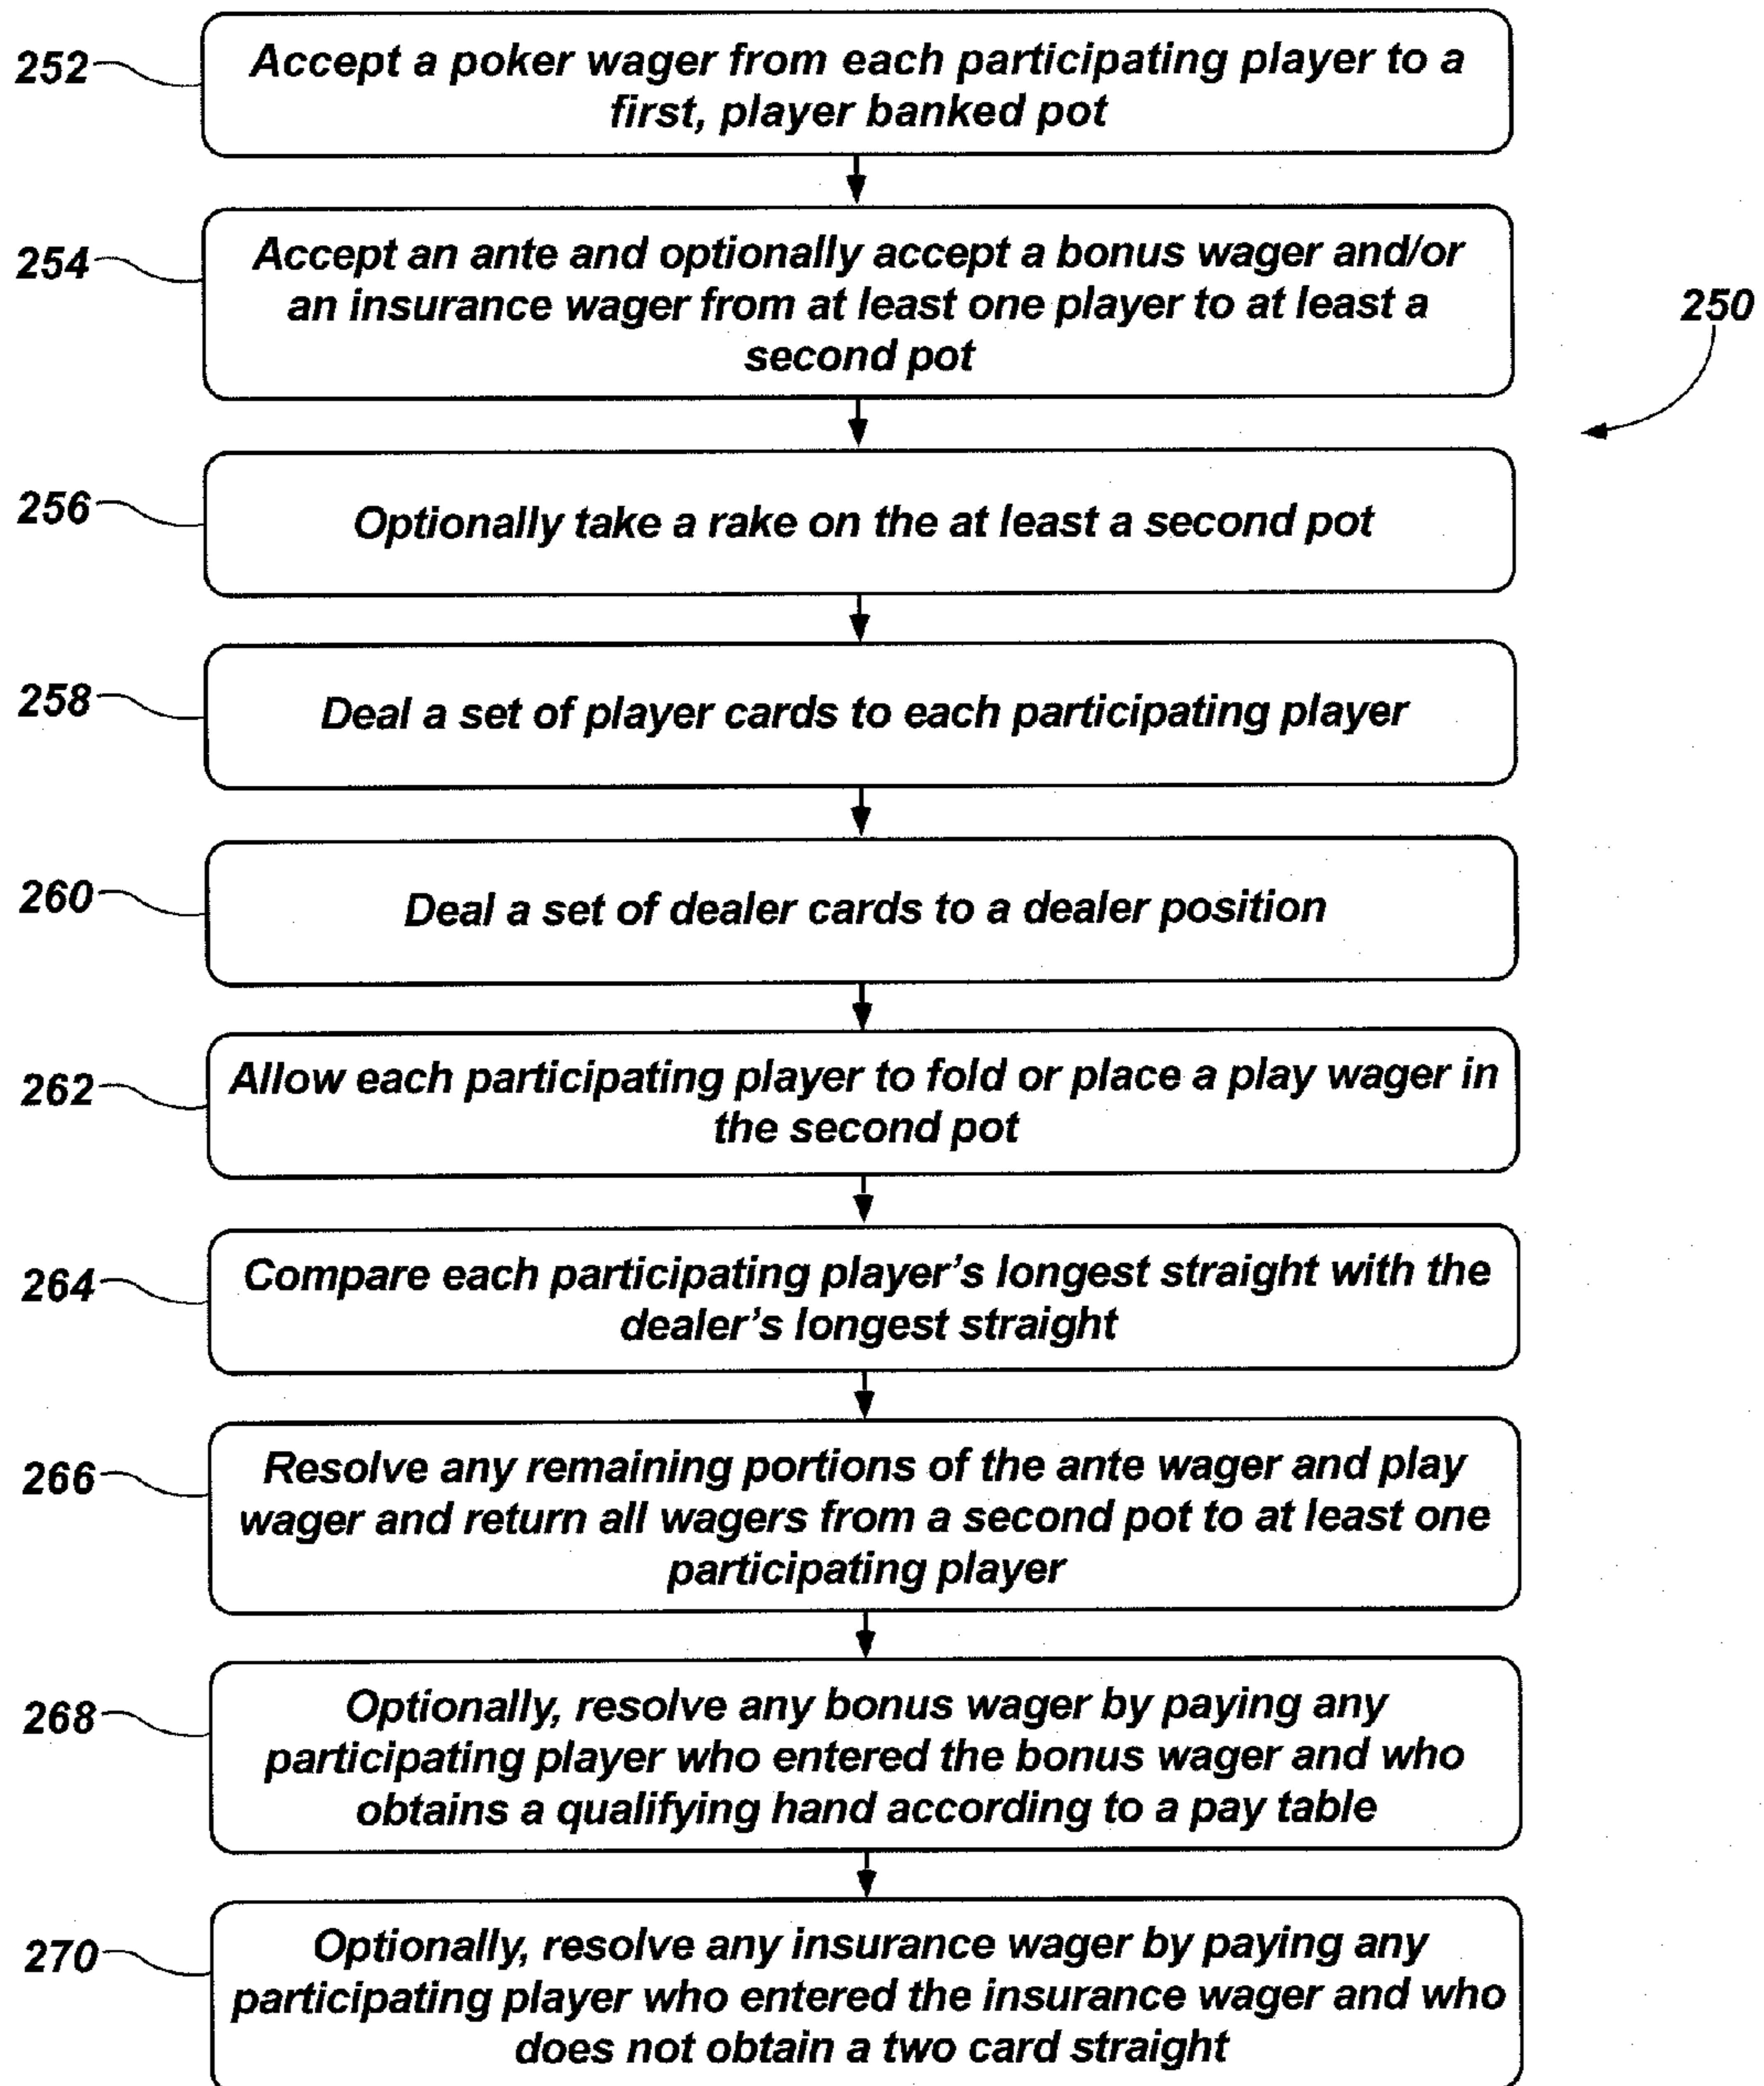 252
Accept a poker wager from each participating player to a
first, player banked pot
254
Accept an ante and optionally accept a bonus wager and/or
an insurance wager from at least one player to at least a
second pot
250
256
Optionally take a rake on the at least a second pot
258
Deal a set of player cards to each participating player
260
Deal a set of dealer cards to a dealer position
262
Allow each participating player to fold or place a play wager in
the second pot
264
Compare each participating player's longest straight with the
dealer's longest straight
266
Resolve any remaining portions of the ante wager and play
wager and return all wagers from a second pot to at least one
participating player
268
Optionally, resolve any bonus wager by paying any
participating player who entered the bonus wager and who
obtains a qualifying hand according to a pay table
270
Optionally, resolve any insurance wager by paying any
participating player who entered the insurance wager and who
does not obtain a two card straight